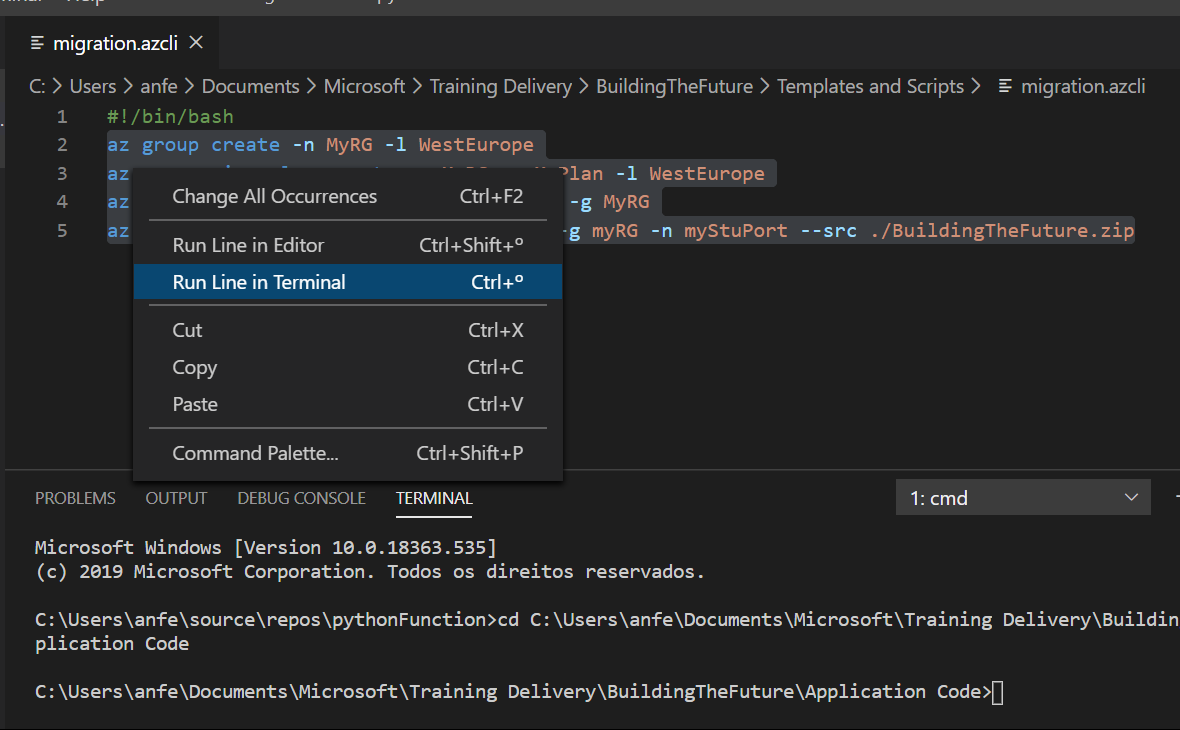 migration.azcli
C: > Users > anfe > Documents > Microsoft > Training Delivery > BuildingTheFuture > Templates and Scripts > migration.azcli
1 #!/bin/bash
2 az group create -n MyRG -l WestEurope
3 az Plan -l WestEurope
4 az -g MyRG
5 az -g myRG -n myStuPort --src ./BuildingTheFuture.zip
Change All Occurrences Ctrl+F2
Run Line in Editor Ctrl+Shift+º
Run Line in Terminal Ctrl+º
Cut Ctrl+X
Copy Ctrl+C
Paste Ctrl+V
Command Palette... Ctrl+Shift+P
PROBLEMS OUTPUT DEBUG CONSOLE TERMINAL 1: cmd
Microsoft Windows [Version 10.0.18363.535]
(c) 2019 Microsoft Corporation. Todos os direitos reservados.
C:\Users\anfe\source\repos\pythonFunction>cd C:\Users\anfe\Documents\Microsoft\Training Delivery\Buildin
plication Code
C:\Users\anfe\Documents\Microsoft\Training Delivery\BuildingTheFuture\Application Code>